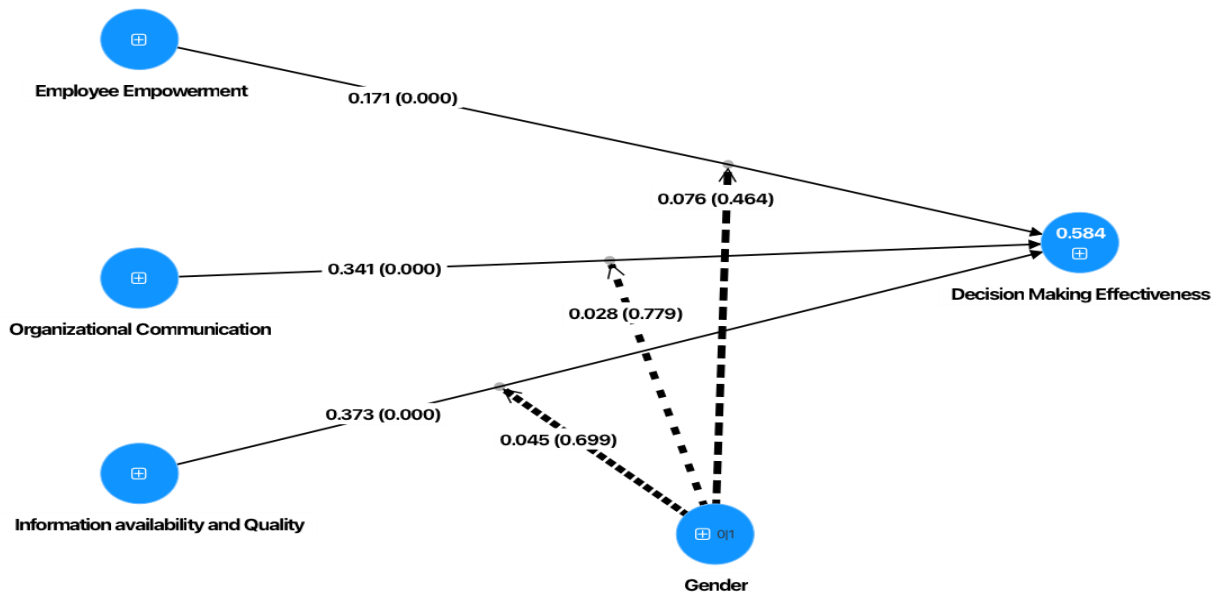 Employee Empowerment
0.171 (0.000)
0.076 (0.464)
0.584
0.341 (0.000)
Decision Making Effectiveness
Organizational Communication
0.028 (0.779)
0.373 (0.000)
0.045 (0.699)
Information availability and Quality
0|1
Gender